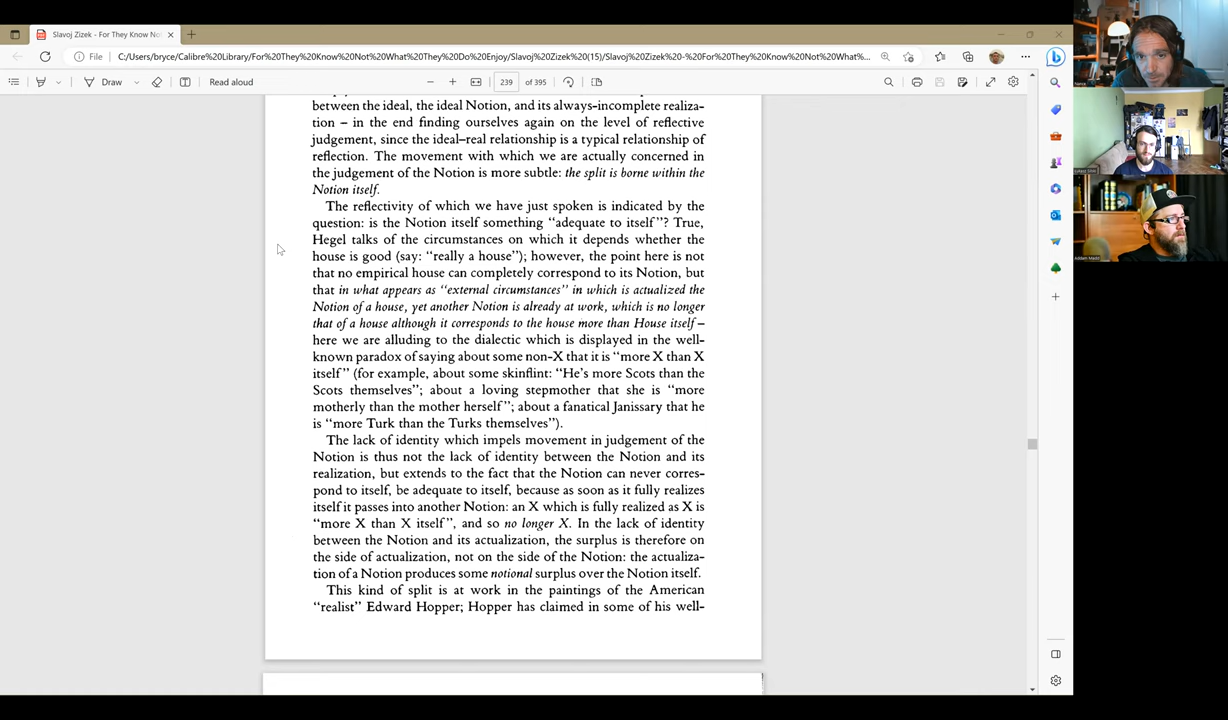 Slavoj Zizek - For They Know No
File
C:/Users/bryce/Calibre%20Library/For%20They%20Know%20Not%20What%20They%20Do%20Enjoy/Slavoj%20Zizek%20(15)/Slavoj%20Zizek%20-%20For%20They%20Know%20Not%20What%...
Draw
Read aloud
239
of 395
between the ideal, the ideal Notion, and its always-incomplete realiza-
tion – in the end finding ourselves again on the level of reflective
judgement, since the ideal–real relationship is a typical relationship of
reflection. The movement with which we are actually concerned in
the judgement of the Notion is more subtle: the split is borne within the
Notion itself.
The reflectivity of which we have just spoken is indicated by the
question: is the Notion itself something "adequate to itself"? True,
Hegel talks of the circumstances on which it depends whether the
house is good (say: "really a house"); however, the point here is not
that no empirical house can completely correspond to its Notion, but
that in what appears as "external circumstances" in which is actualized the
Notion of a house, yet another Notion is already at work, which is no longer
that of a house although it corresponds to the house more than House itself –
here we are alluding to the dialectic which is displayed in the well-
known paradox of saying about some non-X that it is "more X than X
itself" (for example, about some skinflint: "He's more Scots than the
Scots themselves"; about a loving stepmother that she is "more
motherly than the mother herself"; about a fanatical Janissary that he
is "more Turk than the Turks themselves").
The lack of identity which impels movement in judgement of the
Notion is thus not the lack of identity between the Notion and its
realization, but extends to the fact that the Notion can never corres-
pond to itself, be adequate to itself, because as soon as it fully realizes
itself it passes into another Notion: an X which is fully realized as X is
"more X than X itself", and so no longer X. In the lack of identity
between the Notion and its actualization, the surplus is therefore on
the side of actualization, not on the side of the Notion: the actualiza-
tion of a Notion produces some notional surplus over the Notion itself.
This kind of split is at work in the paintings of the American
"realist" Edward Hopper; Hopper has claimed in some of his well-